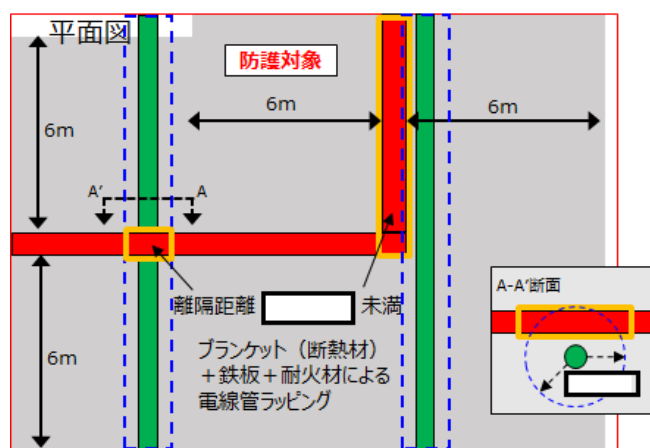 平面図
防護対象
6m
6m
6m
A'
A
離隔距離 未満
A-A'断面
6m
ブランケット（断熱材）
＋鉄板＋耐火材による
電線管ラッピング